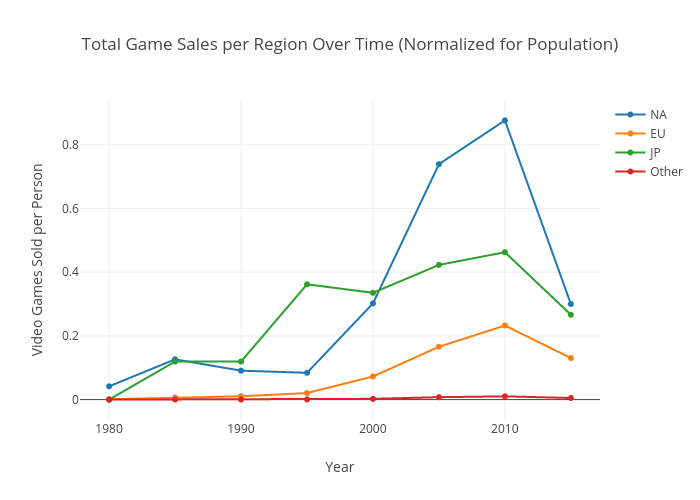 Total Game Sales per Region Over Time (Normalized for Population)
NA
EU
JP
Other
0.8
0.6
0.4
0.2
0
Video Games Sold per Person
1980
1990
2000
2010
Year